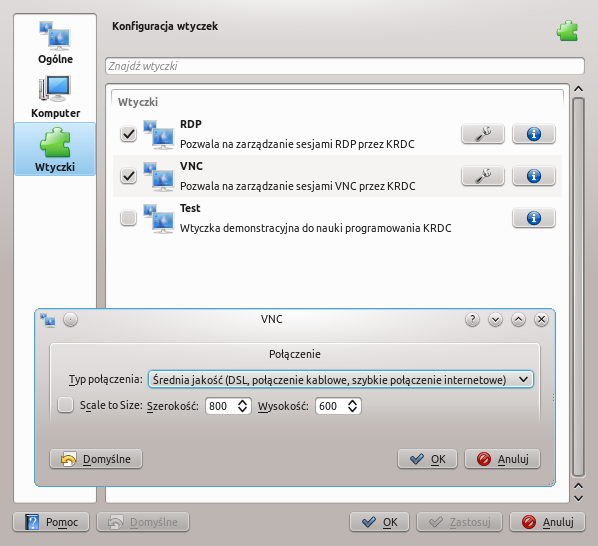 Konfiguracja wtyczek
Ogólne
Komputer
Wtyczki
Znajdź wtyczki
Wtyczki
RDP
Pozwala na zarządzanie sesjami RDP przez KRDC
VNC
Pozwala na zarządzanie sesjami VNC przez KRDC
Test
Wtyczka demonstracyjna do nauki programowania KRDC
VNC
Połączenie
Typ połączenia: Średnia jakość (DSL, połączenie kablowe, szybkie połączenie internetowe)
Scale to Size: Szerokość: 800 Wysokość: 600
Domyślne OK Anuluj
Pomoc Domyślne OK Zastosuj Anuluj